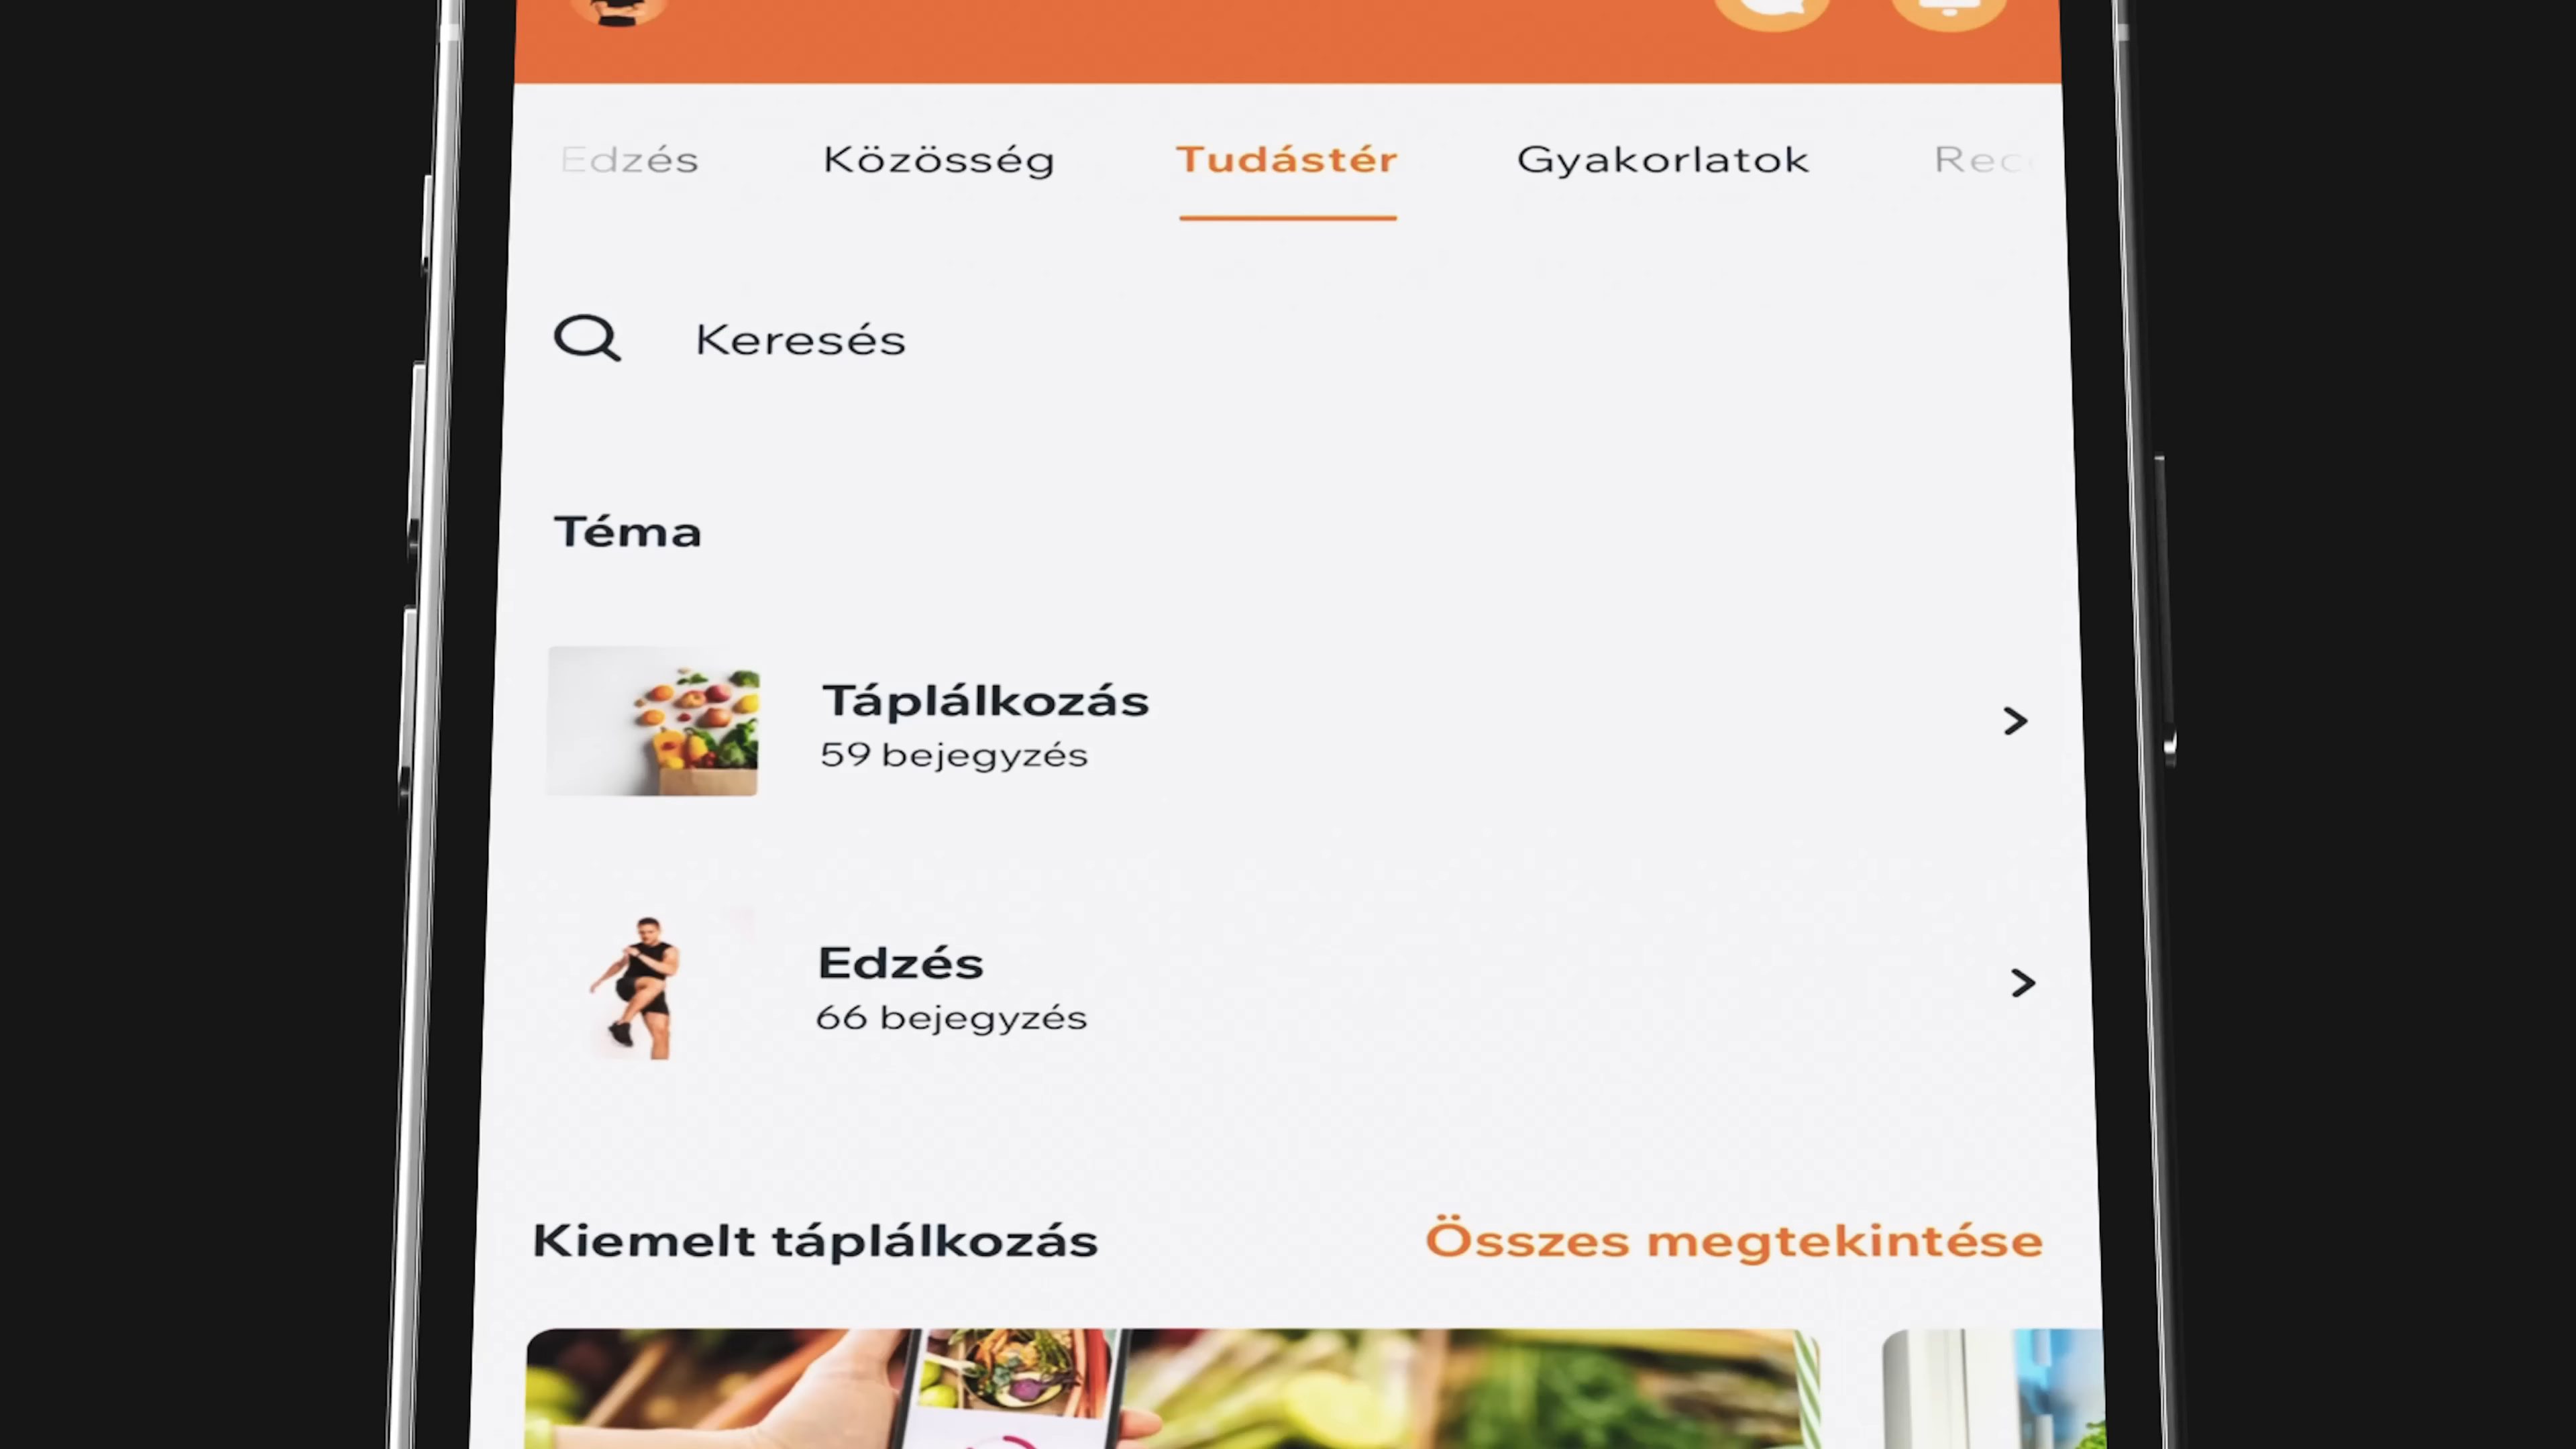 Edzés Közösség Tudástér Gyakorlatok
Keresés
Téma
Táplálkozás
59 bejegyzés
Edzés
66 bejegyzés
Kiemelt táplálkozás Összes megtekintése